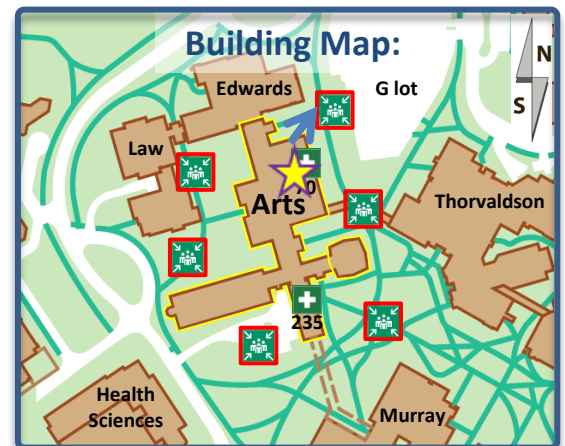 Building Map:
N
S
Edwards
G lot
Law
Thorvaldson
Arts
235
Health
Sciences
Murray